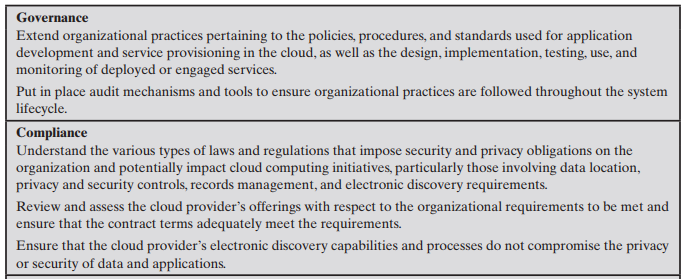 Governance
Extend organizational practices pertaining to the policies, procedures, and standards used for application
development and service provisioning in the cloud, as well as the design, implementation, testing, use, and
monitoring of deployed or engaged services.
Put in place audit mechanisms and tools to ensure organizational practices are followed throughout the system
lifecycle.
Compliance
Understand the various types of laws and regulations that impose security and privacy obligations on the
organization and potentially impact cloud computing initiatives, particularly those involving data location,
privacy and security controls, records management, and electronic discovery requirements.
Review and assess the cloud provider's offerings with respect to the organizational requirements to be met and
ensure that the contract terms adequately meet the requirements.
Ensure that the cloud provider's electronic discovery capabilities and processes do not compromise the privacy
or security of data and applications.